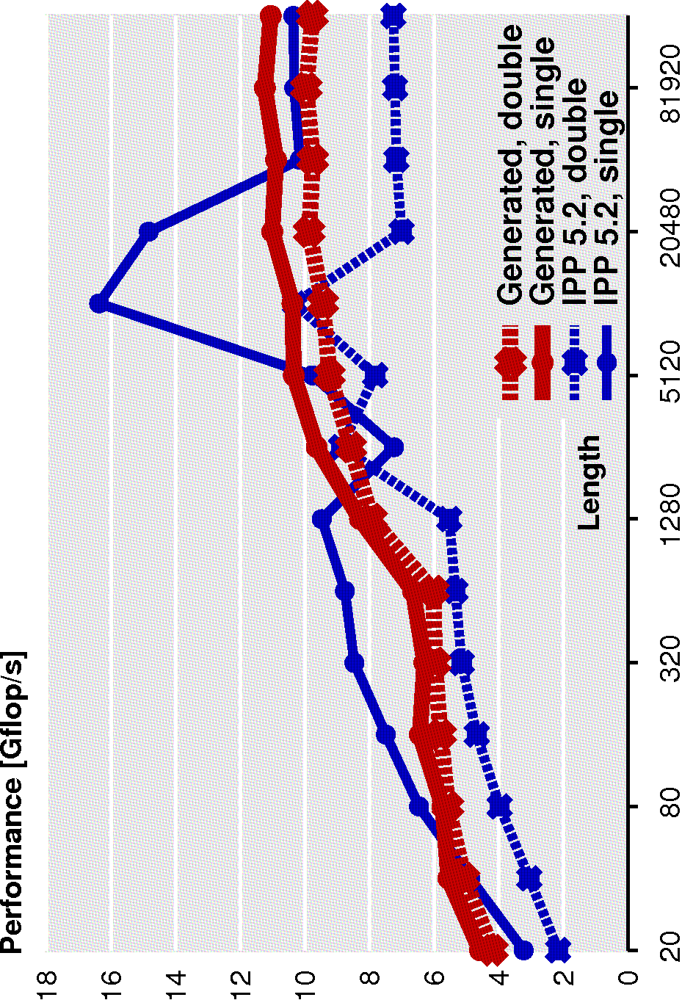 Performance [Gflop/s]
18
16
14
12
10
8
6
4
2
0
Generated, double
Generated, single
IPP 5.2, double
IPP 5.2, single
Length
20
80
320
1280
5120
20480
81920